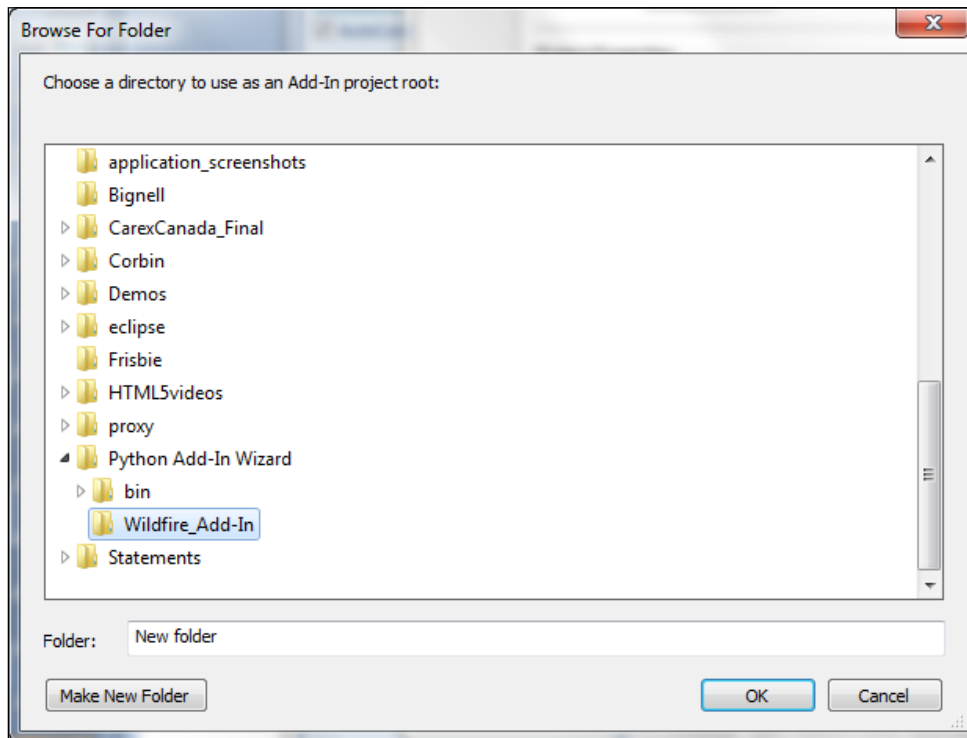 Browse For Folder
Choose a directory to use as an Add-In project root:
application_screenshots
Bignell
CarexCanada_Final
Corbin
Demos
eclipse
Frisbie
HTML5videos
proxy
Python Add-In Wizard
bin
Wildfire_Add-In
Statements
Folder: New folder
Make New Folder OK Cancel